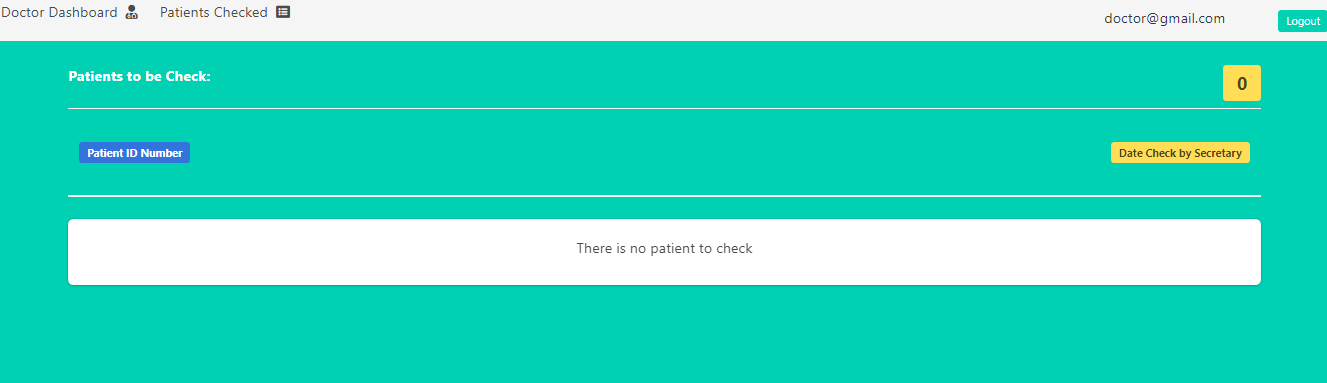 Doctor Dashboard Patients Checked doctor@gmail.com Logout
Patients to be Check: 0
Patient ID Number Date Check by Secretary
There is no patient to check